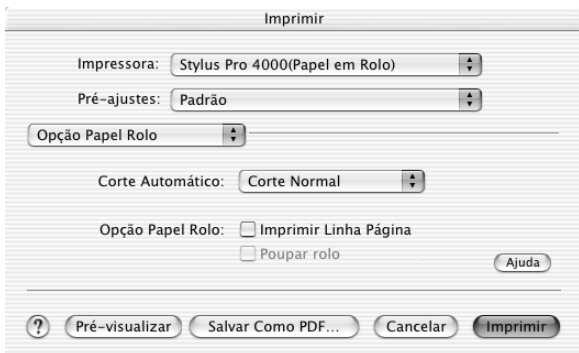 Imprimir
Impressora: Stylus Pro 4000(Papel em Rolo)
Pré-ajustes: Padrão
Opção Papel Rolo
Corte Automático: Corte Normal
Opção Papel Rolo: Imprimir Linha Página
Poupar rolo
Ajuda
? Pré-visualizar Salvar Como PDF... Cancelar Imprimir